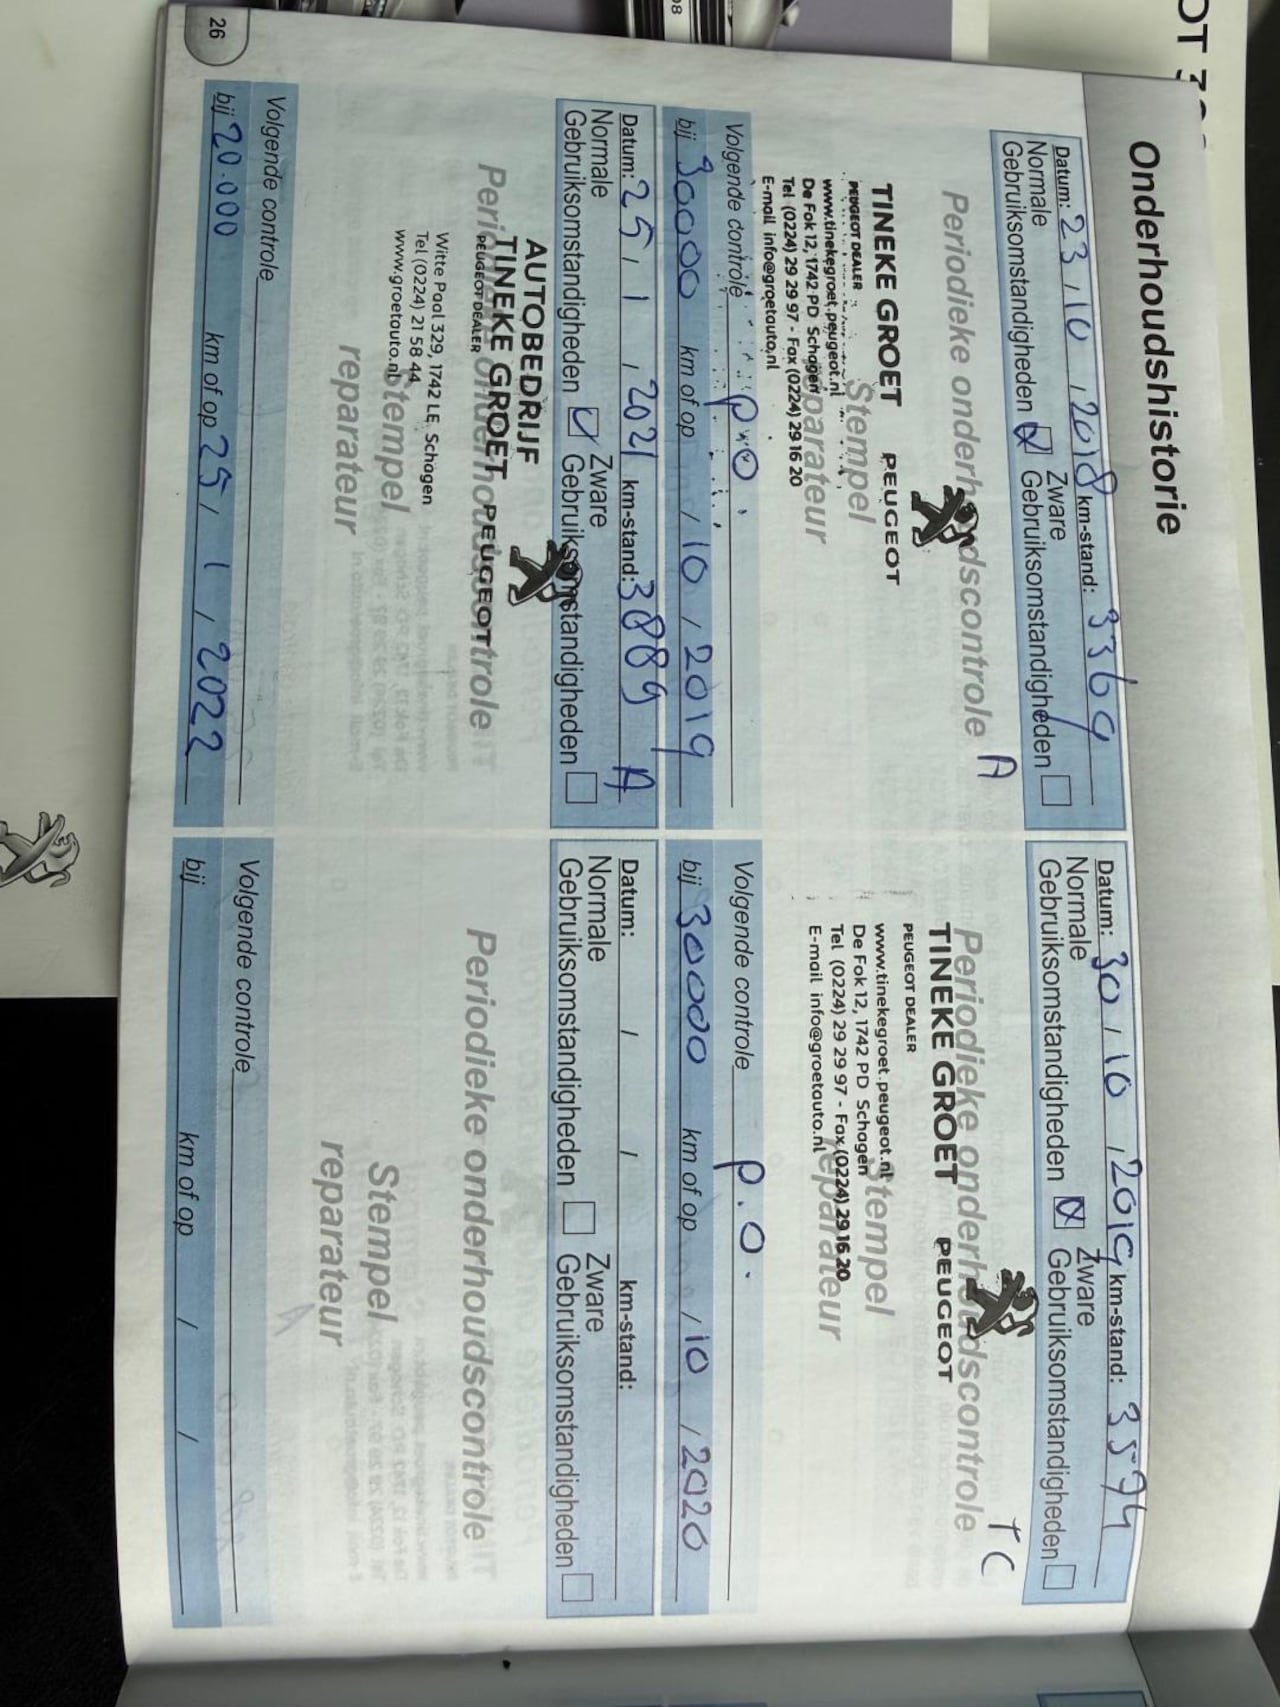 Onderhoudshistorie
Datum: 23 / 10 / 2018 km-stand: 3369
Normale Gebruiksomstandigheden
Zware Gebruiksomstandigheden
A
Periodieke onderhoudscontrole
TINEKE GROET PEUGEOT
PEUGEOT DEALER
www.tinekegroet.peugeot.nl
De Fok 12, 1742 PD Schagen
Tel (0224) 29 29 97 - Fax (0224) 29 16 20
E-mail info@groetauto.nl
Stempel
reparateur
Volgende controle p.o.
bij 30000 km of op / 10 / 2019
Datum: 30 / 10 / 2019 km-stand: 3594
Normale Gebruiksomstandigheden
Zware Gebruiksomstandigheden
TC
Periodieke onderhoudscontrole
TINEKE GROET PEUGEOT
PEUGEOT DEALER
www.tinekegroet.peugeot.nl
De Fok 12, 1742 PD Schagen
Tel (0224) 29 29 97 - Fax (0224) 29 16 20
E-mail info@groetauto.nl
Stempel
reparateur
Volgende controle p.o.
bij 30000 km of op / 10 / 2020
Datum: 25 / 1 / 2021 km-stand: 3889 A
Normale Gebruiksomstandigheden
Zware Gebruiksomstandigheden
Periodieke onderhoudscontrole
AUTOBEDRIJF
TINEKE GROET PEUGEOT
PEUGEOT DEALER
Witte Paal 329, 1742 LE Schagen
Tel (0224) 21 58 44
www.groetauto.nl
Stempel
reparateur
Volgende controle
bij 20.000 km of op 25 / 1 / 2022
Datum: / / km-stand:
Normale Gebruiksomstandigheden
Zware Gebruiksomstandigheden
Periodieke onderhoudscontrole
Stempel
reparateur
Volgende controle
bij km of op / /
26